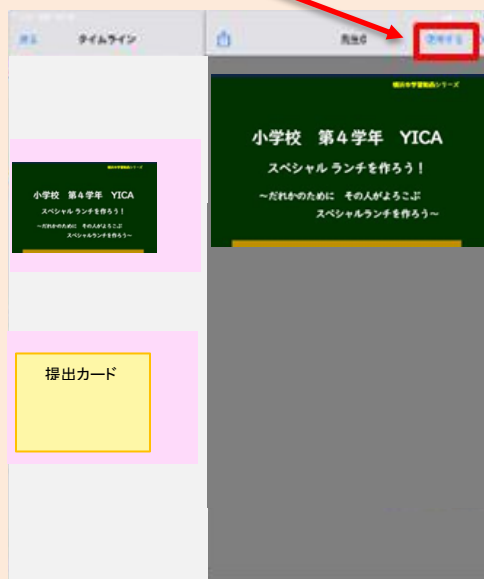 戻る
タイムライン
使用する
小学校 第4学年 YICA
スペシャル ランチを作ろう!
~だれかのために その人がよろこぶ
スペシャルランチを作ろう~
提出カード
横浜市学習動画シリーズ
小学校 第4学年 YICA
スペシャル ランチを作ろう!
~だれかのために その人がよろこぶ
スペシャルランチを作ろう~